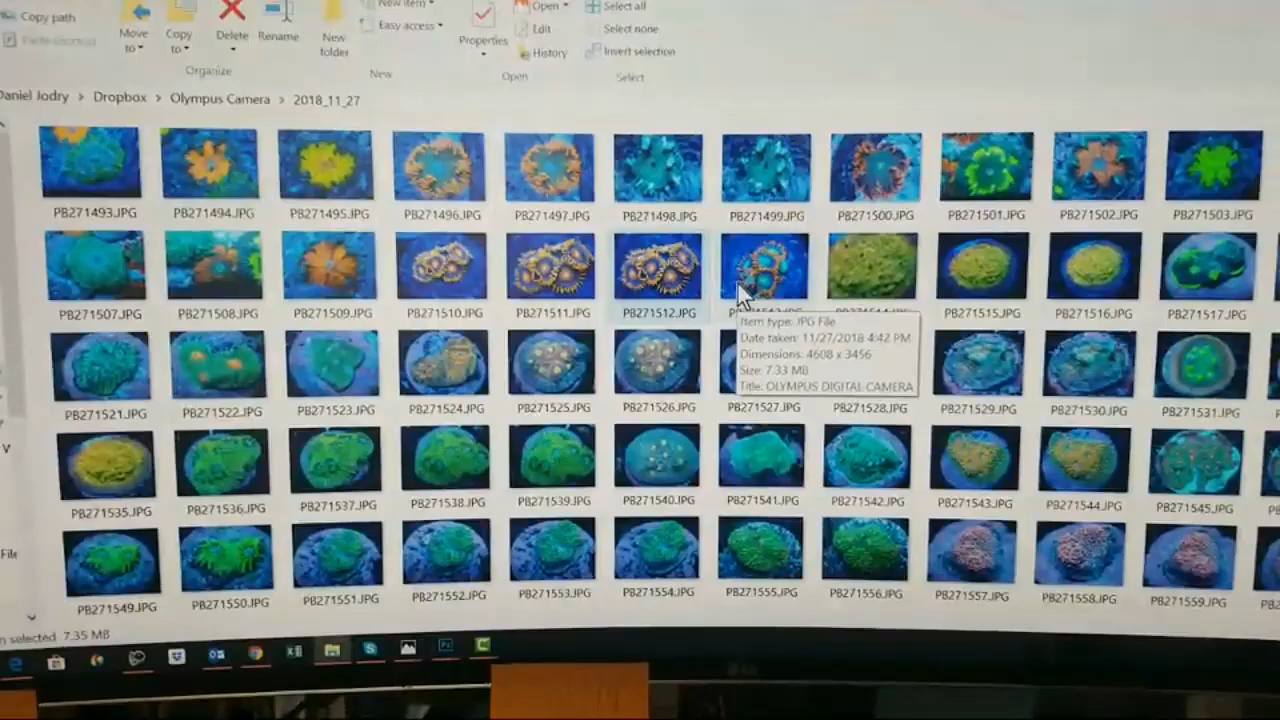 Copy path
Paste shortcut
Move to
Copy to
Delete
Rename
New folder
New item
Easy access
Properties
Open
Edit
History
Select all
Select none
Invert selection
Organize
New
Open
Select
Daniel Jodry > Dropbox > Olympus Camera > 2018_11_27
PB271493.JPG PB271494.JPG PB271495.JPG PB271496.JPG PB271497.JPG PB271498.JPG PB271499.JPG PB271500.JPG PB271501.JPG PB271502.JPG PB271503.JPG
PB271507.JPG PB271508.JPG PB271509.JPG PB271510.JPG PB271511.JPG PB271512.JPG PB271515.JPG PB271516.JPG PB271517.JPG
Item type: JPG File
Date taken: 11/27/2018 4:42 PM
Dimensions: 4608 x 3456
Size: 7.33 MB
Title: OLYMPUS DIGITAL CAMERA
PB271521.JPG PB271522.JPG PB271523.JPG PB271524.JPG PB271525.JPG PB271526.JPG PB271527.JPG PB271528.JPG PB271529.JPG PB271530.JPG PB271531.JPG
V
PB271535.JPG PB271536.JPG PB271537.JPG PB271538.JPG PB271539.JPG PB271540.JPG PB271541.JPG PB271542.JPG PB271543.JPG PB271544.JPG PB271545.JPG
File
PB271549.JPG PB271550.JPG PB271551.JPG PB271552.JPG PB271553.JPG PB271554.JPG PB271555.JPG PB271556.JPG PB271557.JPG PB271558.JPG PB271559.JPG
selected 7.35 MB